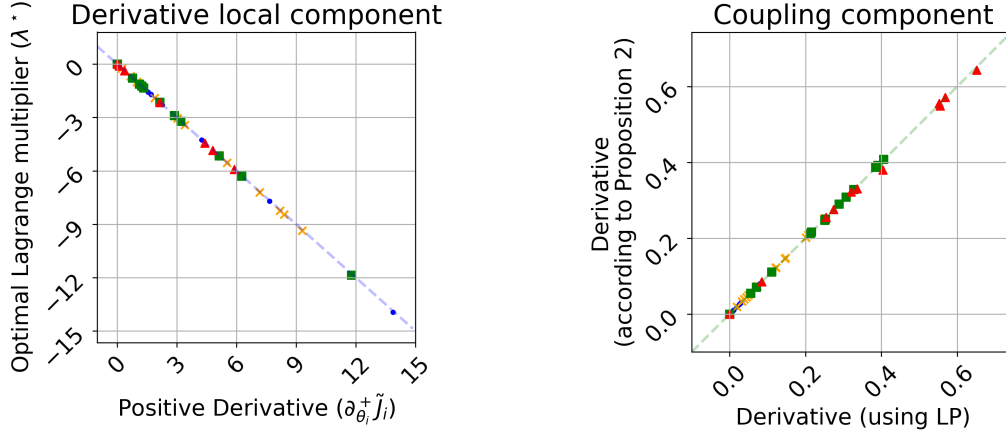 Derivative local component
Optimal Lagrange multiplier (λ*)
0
−3
−6
−9
−12
−15
0
3
6
9
12
15
Positive Derivative (∂⁺_{θ_i} J̃_i)
Coupling component
Derivative
(according to Proposition 2)
0.6
0.4
0.2
0.0
0.0
0.2
0.4
0.6
Derivative (using LP)